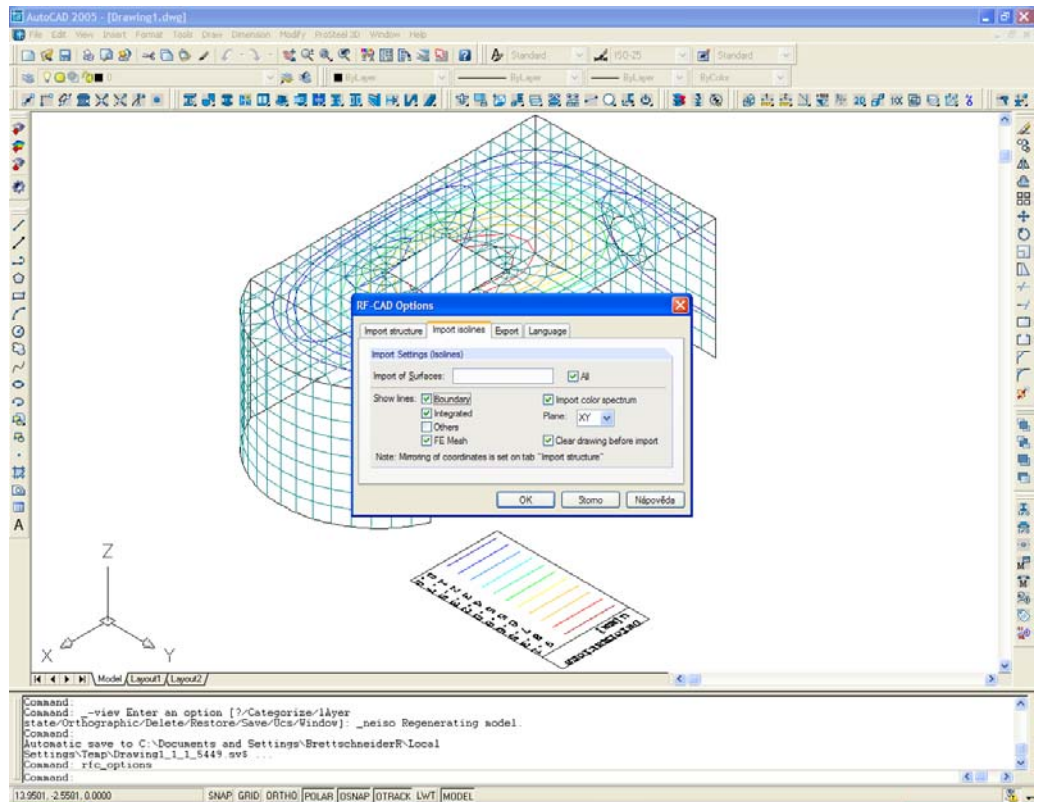 AutoCAD 2005 - [Drawing1.dwg]
File Edit View Insert Format Tools Draw Dimension Modify ProSteel 3D Window Help
Standard ISO-25 Standard
0 ByLayer ByLayer ByLayer ByColor
RF-CAD Options
Import structure Import isolines Export Language
Import Settings (Isolines)
Import of Surfaces: All
Show lines: Boundary Import color spectrum
Integrated Plane: XY
Others
FE Mesh Clear drawing before import
Note: Mirroring of coordinates is set on tab "Import structure"
OK Storno Nápověda
Z
X Y
A
Model Layout1 Layout2
Command:
Command: _-view Enter an option [?/Categorize/lAyer
state/Orthographic/Delete/Restore/Save/Ucs/Window]: _neiso Regenerating model.
Command:
Automatic save to C:\Documents and Settings\BrettschneiderR\Local
Settings\Temp\Drawing1_1_1_5449.sv$ ...
Command: rfc_options
Command:
13.9501, -2.5501, 0.0000 SNAP GRID ORTHO POLAR OSNAP OTRACK LWT MODEL